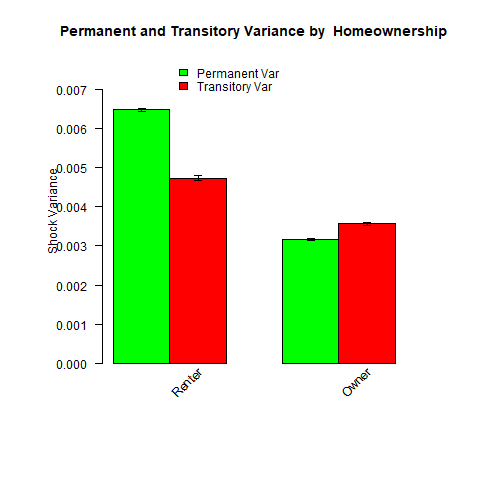 Permanent and Transitory Variance by  Homeownership
Permanent Var
Transitory Var
Shock Variance
0.007
0.006
0.005
0.004
0.003
0.002
0.001
0.000
Renter
Owner